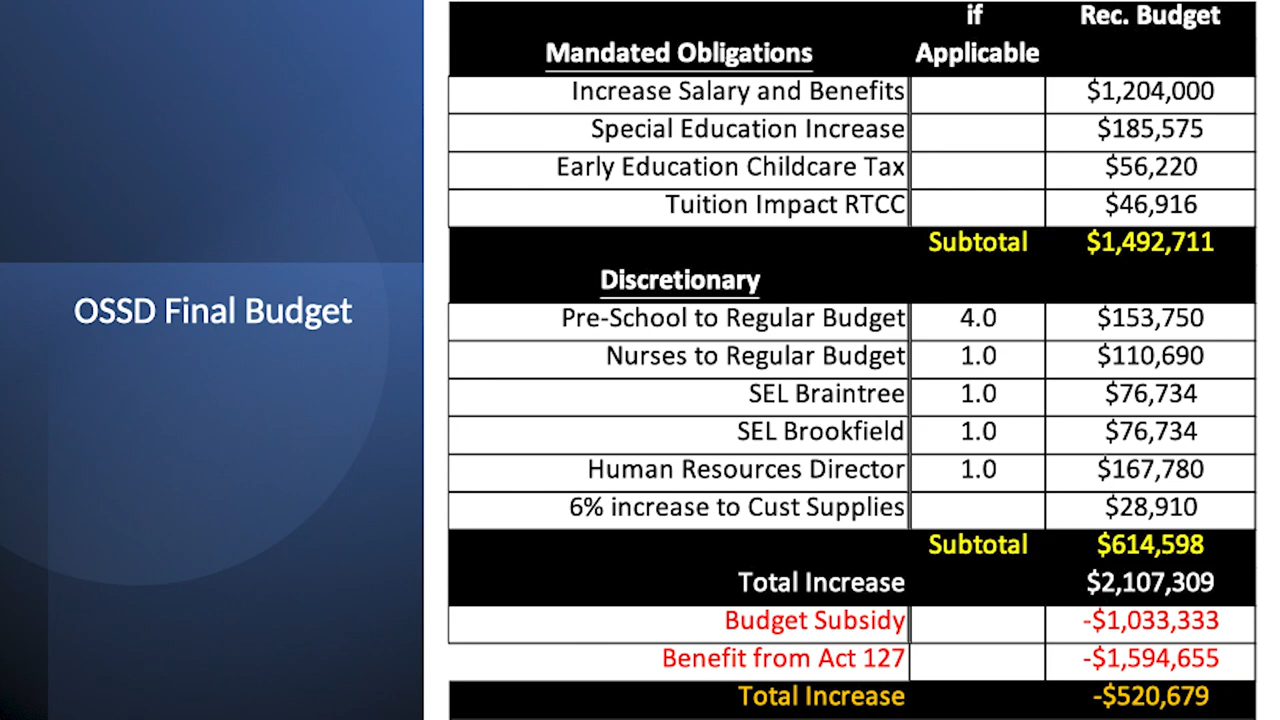 OSSD Final Budget
if Rec. Budget
Mandated Obligations Applicable
Increase Salary and Benefits $1,204,000
Special Education Increase $185,575
Early Education Childcare Tax $56,220
Tuition Impact RTCC $46,916
Subtotal $1,492,711
Discretionary
Pre-School to Regular Budget 4.0 $153,750
Nurses to Regular Budget 1.0 $110,690
SEL Braintree 1.0 $76,734
SEL Brookfield 1.0 $76,734
Human Resources Director 1.0 $167,780
6% increase to Cust Supplies $28,910
Subtotal $614,598
Total Increase $2,107,309
Budget Subsidy -$1,033,333
Benefit from Act 127 -$1,594,655
Total Increase -$520,679